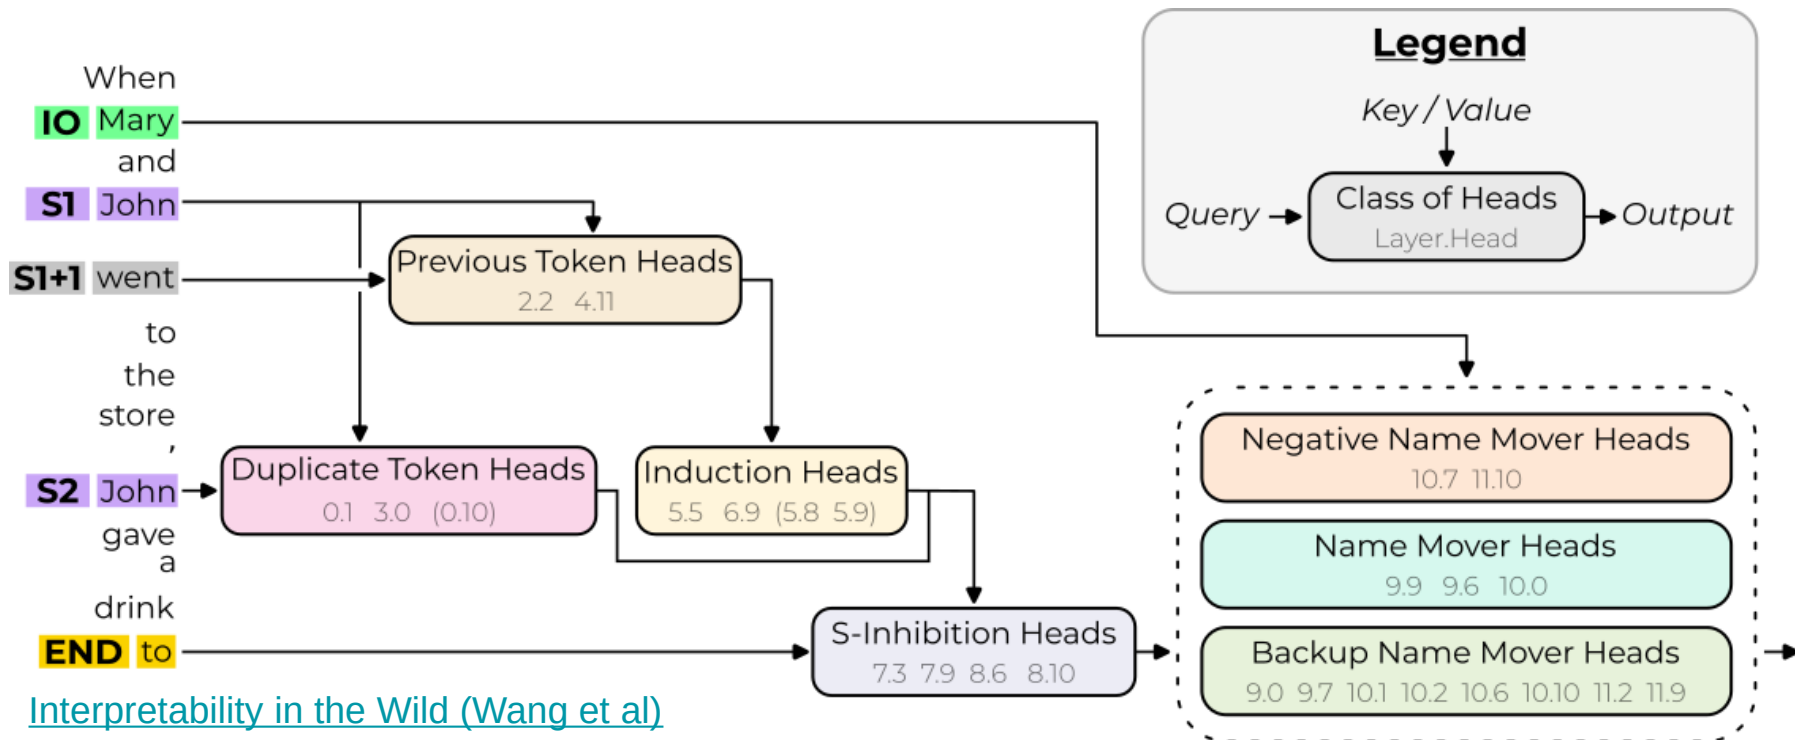 When
IO Mary
and
S1 John
S1+1 went
to
the
store
,
S2 John
gave
a
drink
END to
Previous Token Heads
2.2 4.11
Duplicate Token Heads
0.1 3.0 (0.10)
Induction Heads
5.5 6.9 (5.8 5.9)
S-Inhibition Heads
7.3 7.9 8.6 8.10
Legend
Key / Value
Query
Class of Heads
Layer.Head
Output
Negative Name Mover Heads
10.7 11.10
Name Mover Heads
9.9 9.6 10.0
Backup Name Mover Heads
9.0 9.7 10.1 10.2 10.6 10.10 11.2 11.9
Interpretability in the Wild (Wang et al)